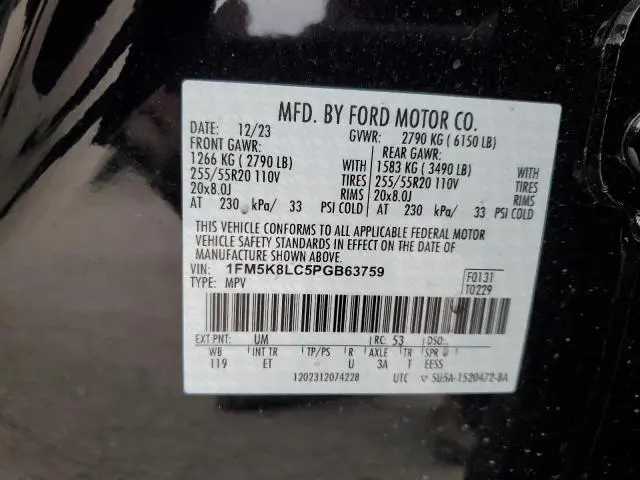 MFD. BY FORD MOTOR CO.
DATE: 12/23 GVWR: 2790 KG ( 6150 LB)
FRONT GAWR: REAR GAWR:
1266 KG ( 2790 LB) WITH 1583 KG ( 3490 LB) WITH
255/55R20 110V TIRES 255/55R20 110V TIRES
20x8.0J RIMS 20x8.0J RIMS
AT 230 kPa/ 33 PSI COLD AT 230 kPa/ 33 PSI COLD
THIS VEHICLE CONFORMS TO ALL APPLICABLE FEDERAL MOTOR
VEHICLE SAFETY STANDARDS IN EFFECT ON THE DATE OF
MANUFACTURE SHOWN ABOVE.
VIN: 1FM5K8LC5PGB63759 F0131
TYPE: MPV T0229
EXT PNT: UM RC: 53 DSO:
WB INT TR TP/PS R AXLE TR SPR
119 ET U 3A T EESS
1202312074228 UTC ▽ SU5A-1520472-BA